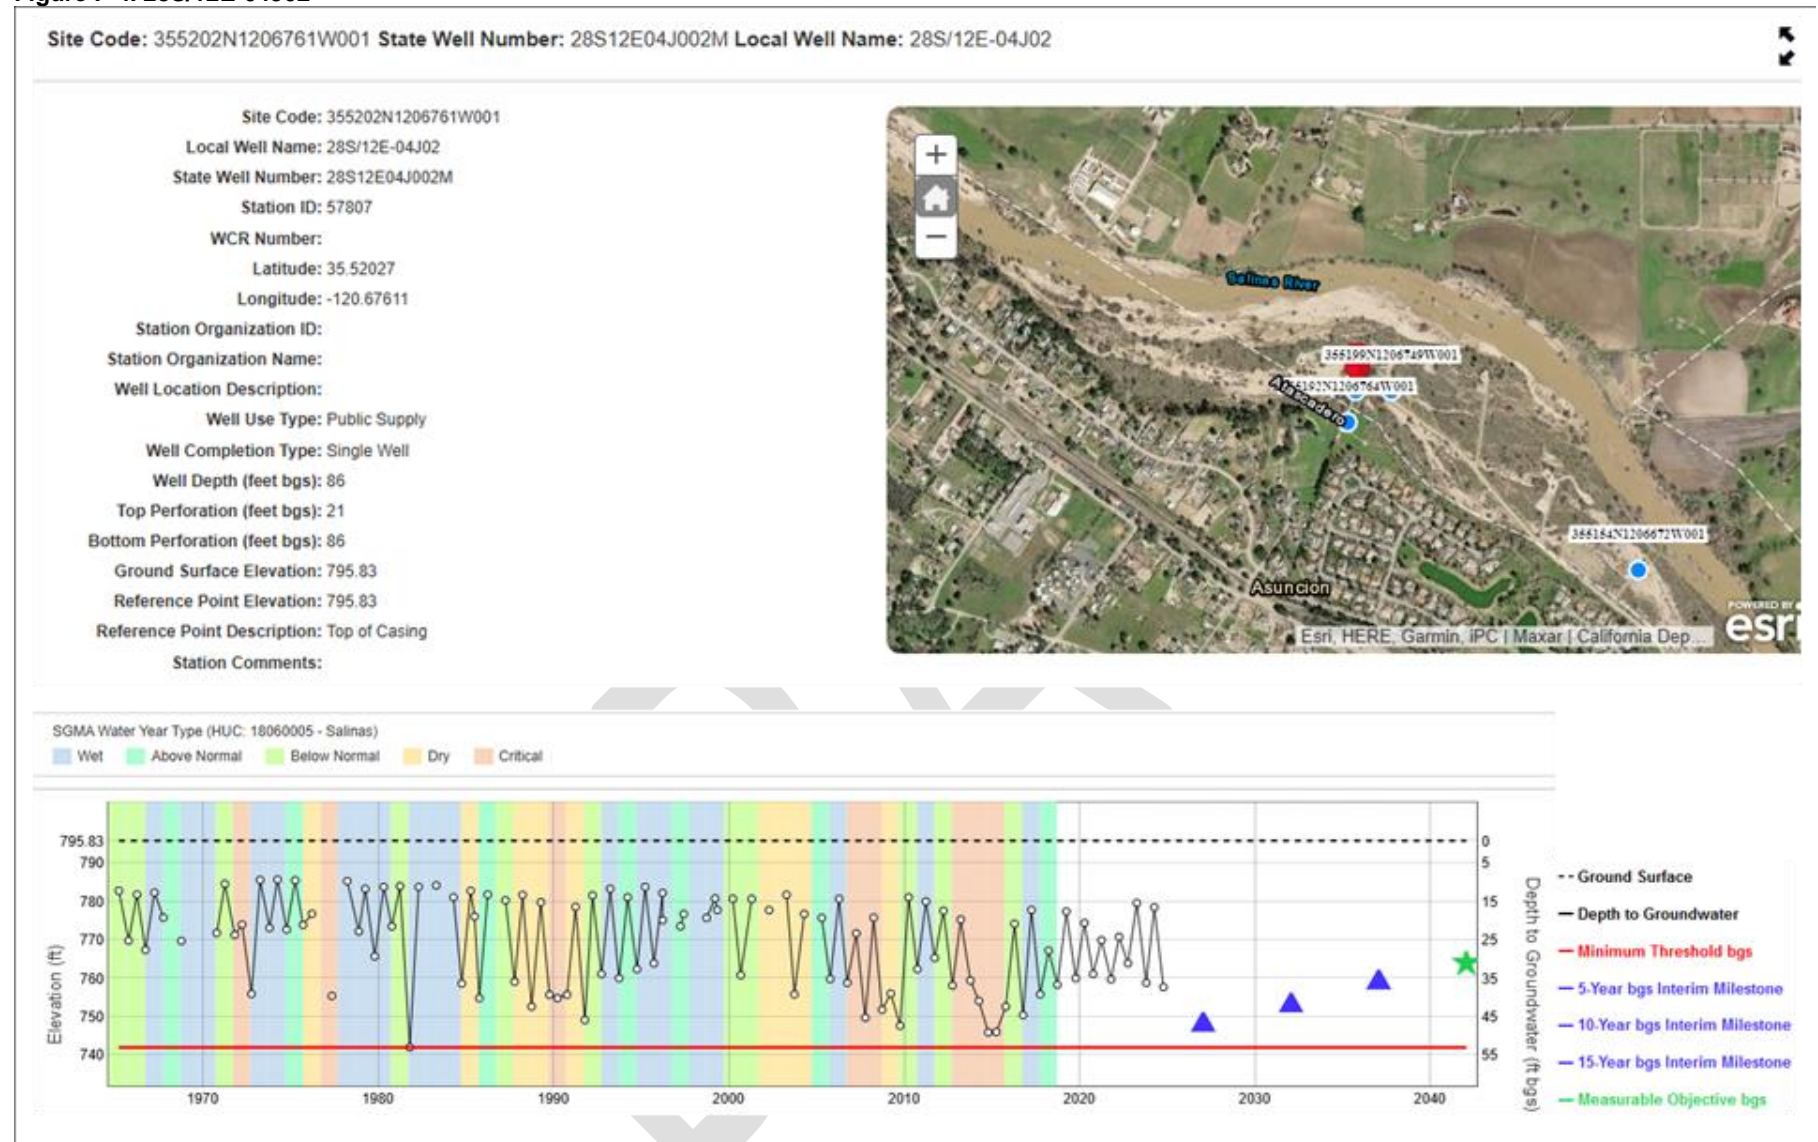 Site Code: 355202N1206761W001 State Well Number: 28S12E04J002M Local Well Name: 28S/12E-04J02
Site Code: 355202N1206761W001
Local Well Name: 28S/12E-04J02
State Well Number: 28S12E04J002M
Station ID: 57807
WCR Number:
Latitude: 35.52027
Longitude: -120.67611
Station Organization ID:
Station Organization Name:
Well Location Description:
Well Use Type: Public Supply
Well Completion Type: Single Well
Well Depth (feet bgs): 86
Top Perforation (feet bgs): 21
Bottom Perforation (feet bgs): 86
Ground Surface Elevation: 795.83
Reference Point Elevation: 795.83
Reference Point Description: Top of Casing
Station Comments:
+
−
Salinas River
355199N1206749W001
Atascadero
355154N1206672W001
Asuncion
POWERED BY
esri
Esri, HERE, Garmin, iPC | Maxar | California Dep...
SGMA Water Year Type (HUC: 18060005 - Salinas)
Wet Above Normal Below Normal Dry Critical
795.83
790
780
770
760
750
740
Elevation (ft)
0
5
15
25
35
45
55
Depth to Groundwater (ft bgs)
1970 1980 1990 2000 2010 2020 2030 2040
Ground Surface
Depth to Groundwater
Minimum Threshold bgs
5-Year bgs Interim Milestone
10-Year bgs Interim Milestone
15-Year bgs Interim Milestone
Measurable Objective bgs